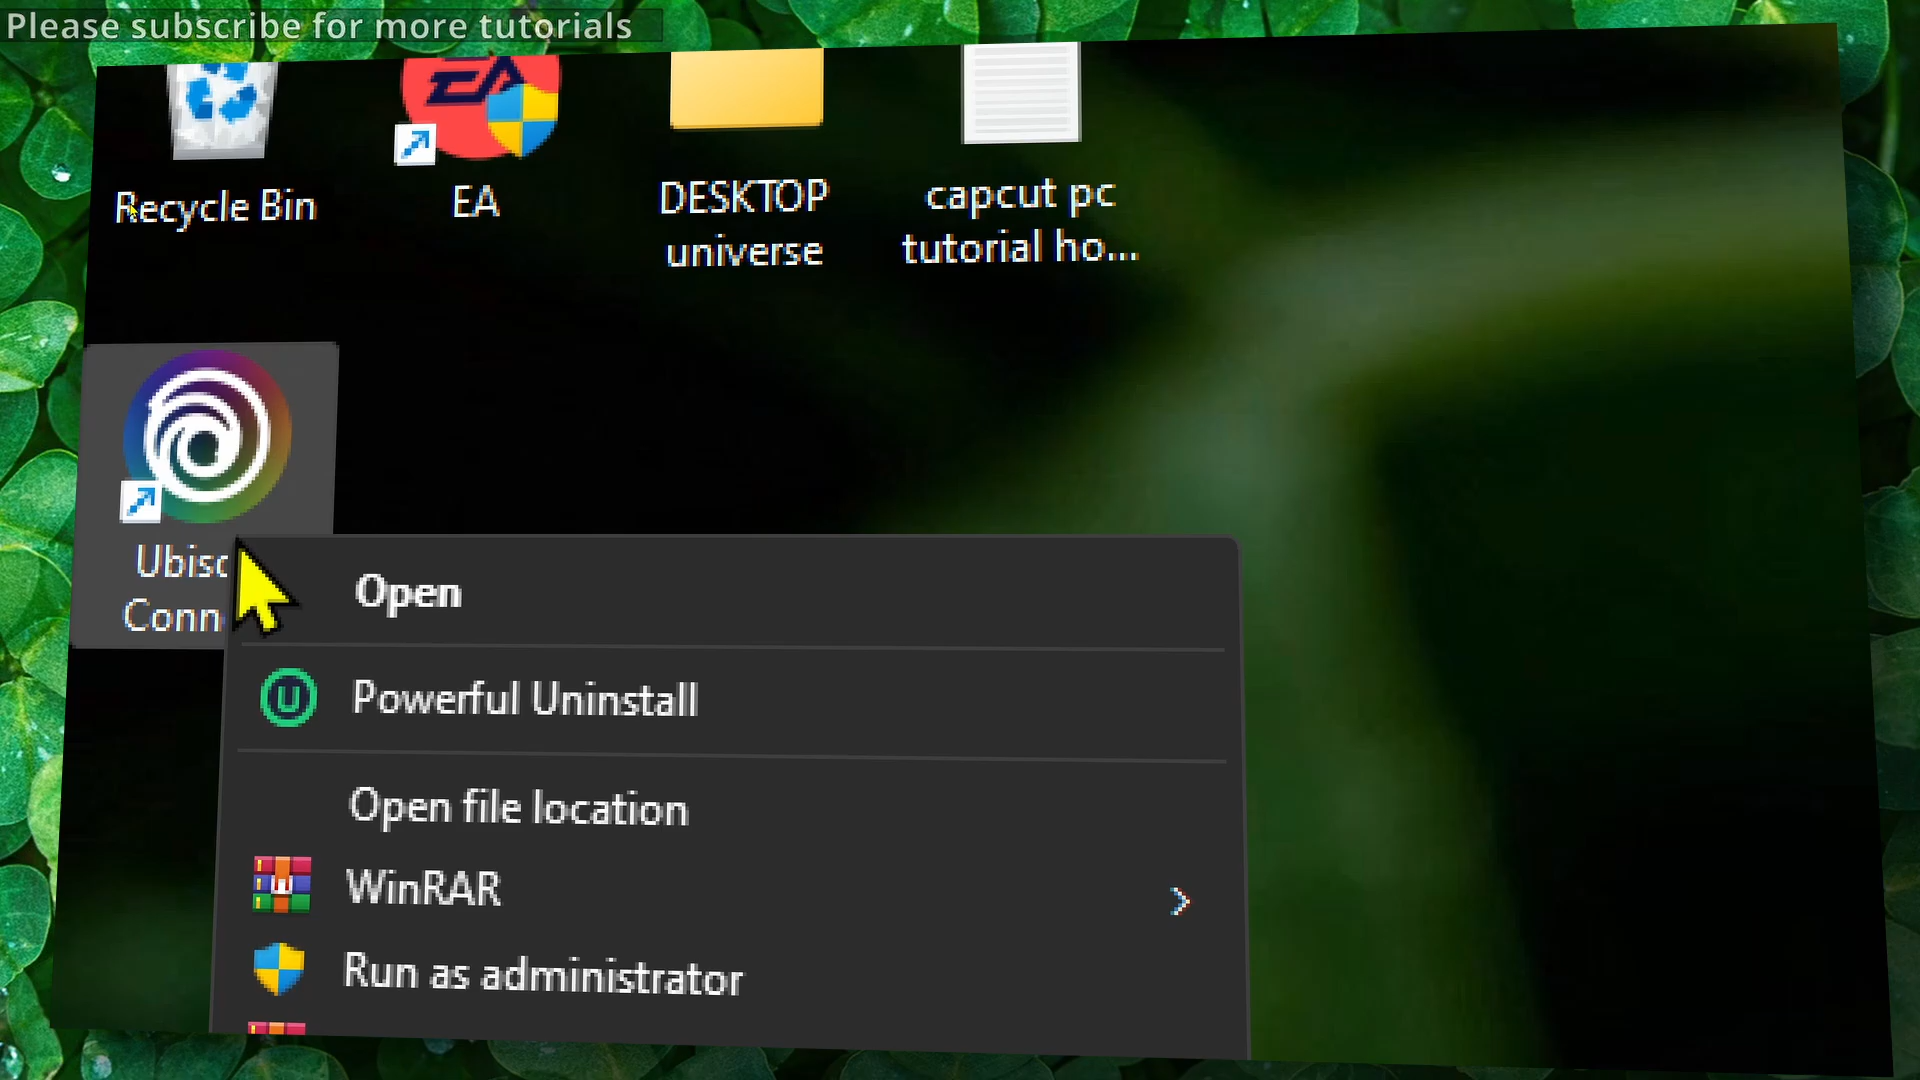 Please subscribe for more tutorials
EA
Recycle Bin
EA
DESKTOP
universe
capcut pc
tutorial ho...
Ubisc
Conn
Open
U
Powerful Uninstall
Open file location
WinRAR
Run as administrator